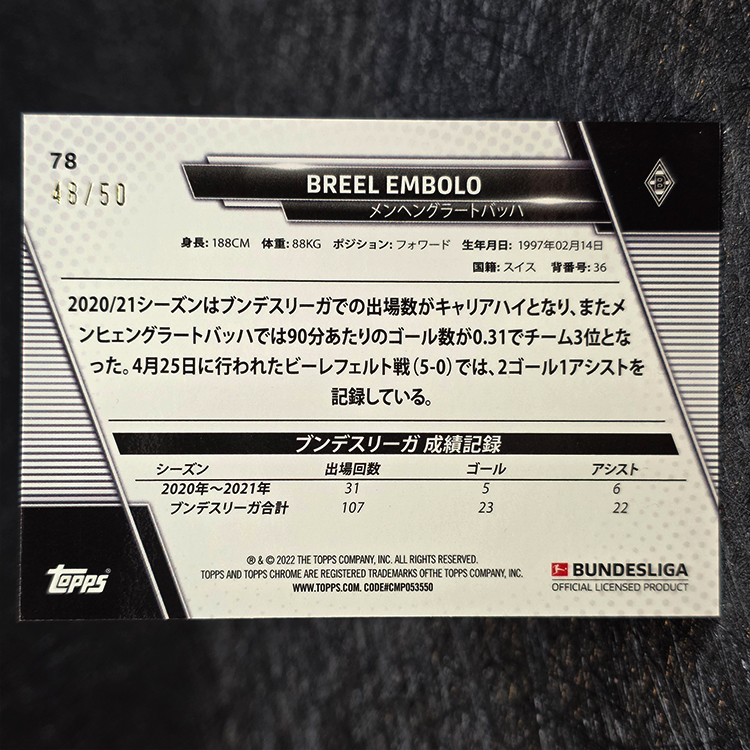 78
48/50
BREEL EMBOLO
メンヘングラートバッハ
身長: 188CM 体重: 88KG ポジション: フォワード 生年月日: 1997年02月14日
国籍: スイス 背番号: 36
2020/21シーズンはブンデスリーガでの出場数がキャリアハイとなり、またメ
ンヒェングラートバッハでは90分あたりのゴール数が0.31でチーム3位とな
った。4月25日に行われたビーレフェルト戦(5-0)では、2ゴール1アシストを
記録している。
ブンデスリーガ 成績記録
シーズン 出場回数 ゴール アシスト
2020年〜2021年 31 5 6
ブンデスリーガ合計 107 23 22
® & © 2022 THE TOPPS COMPANY, INC. ALL RIGHTS RESERVED.
TOPPS AND TOPPS CHROME ARE REGISTERED TRADEMARKS OFTHE TOPPS COMPANY, INC.
WWW.TOPPS.COM. CODE#CMP053550
TOPPS®
BUNDESLIGA
OFFICIAL LICENSED PRODUCT